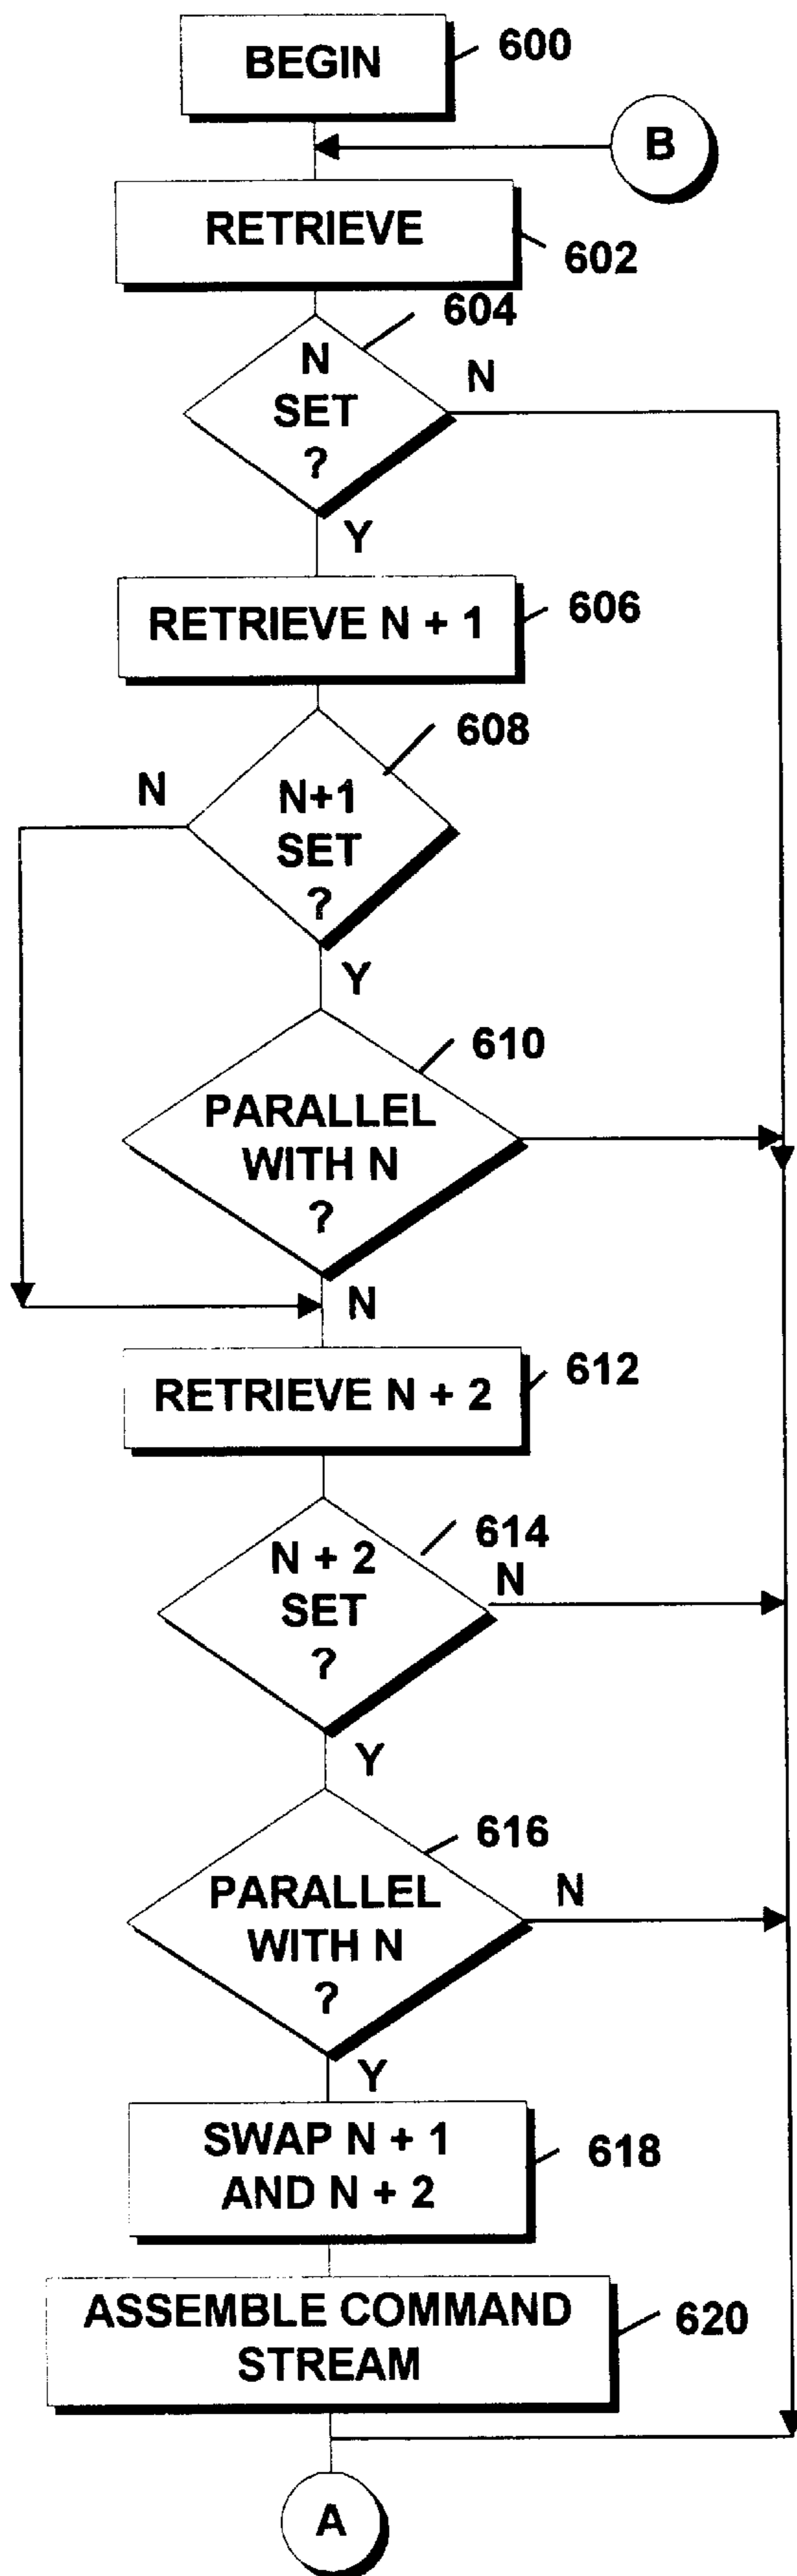 BEGIN
600
B
RETRIEVE
602
604
N
SET
?
N
Y
RETRIEVE N + 1
606
608
N
N+1
SET
?
Y
610
PARALLEL
WITH N
?
N
RETRIEVE N + 2
612
614
N + 2
SET
?
N
Y
616
PARALLEL
WITH N
?
N
Y
SWAP N + 1
AND N + 2
618
ASSEMBLE COMMAND
STREAM
620
A